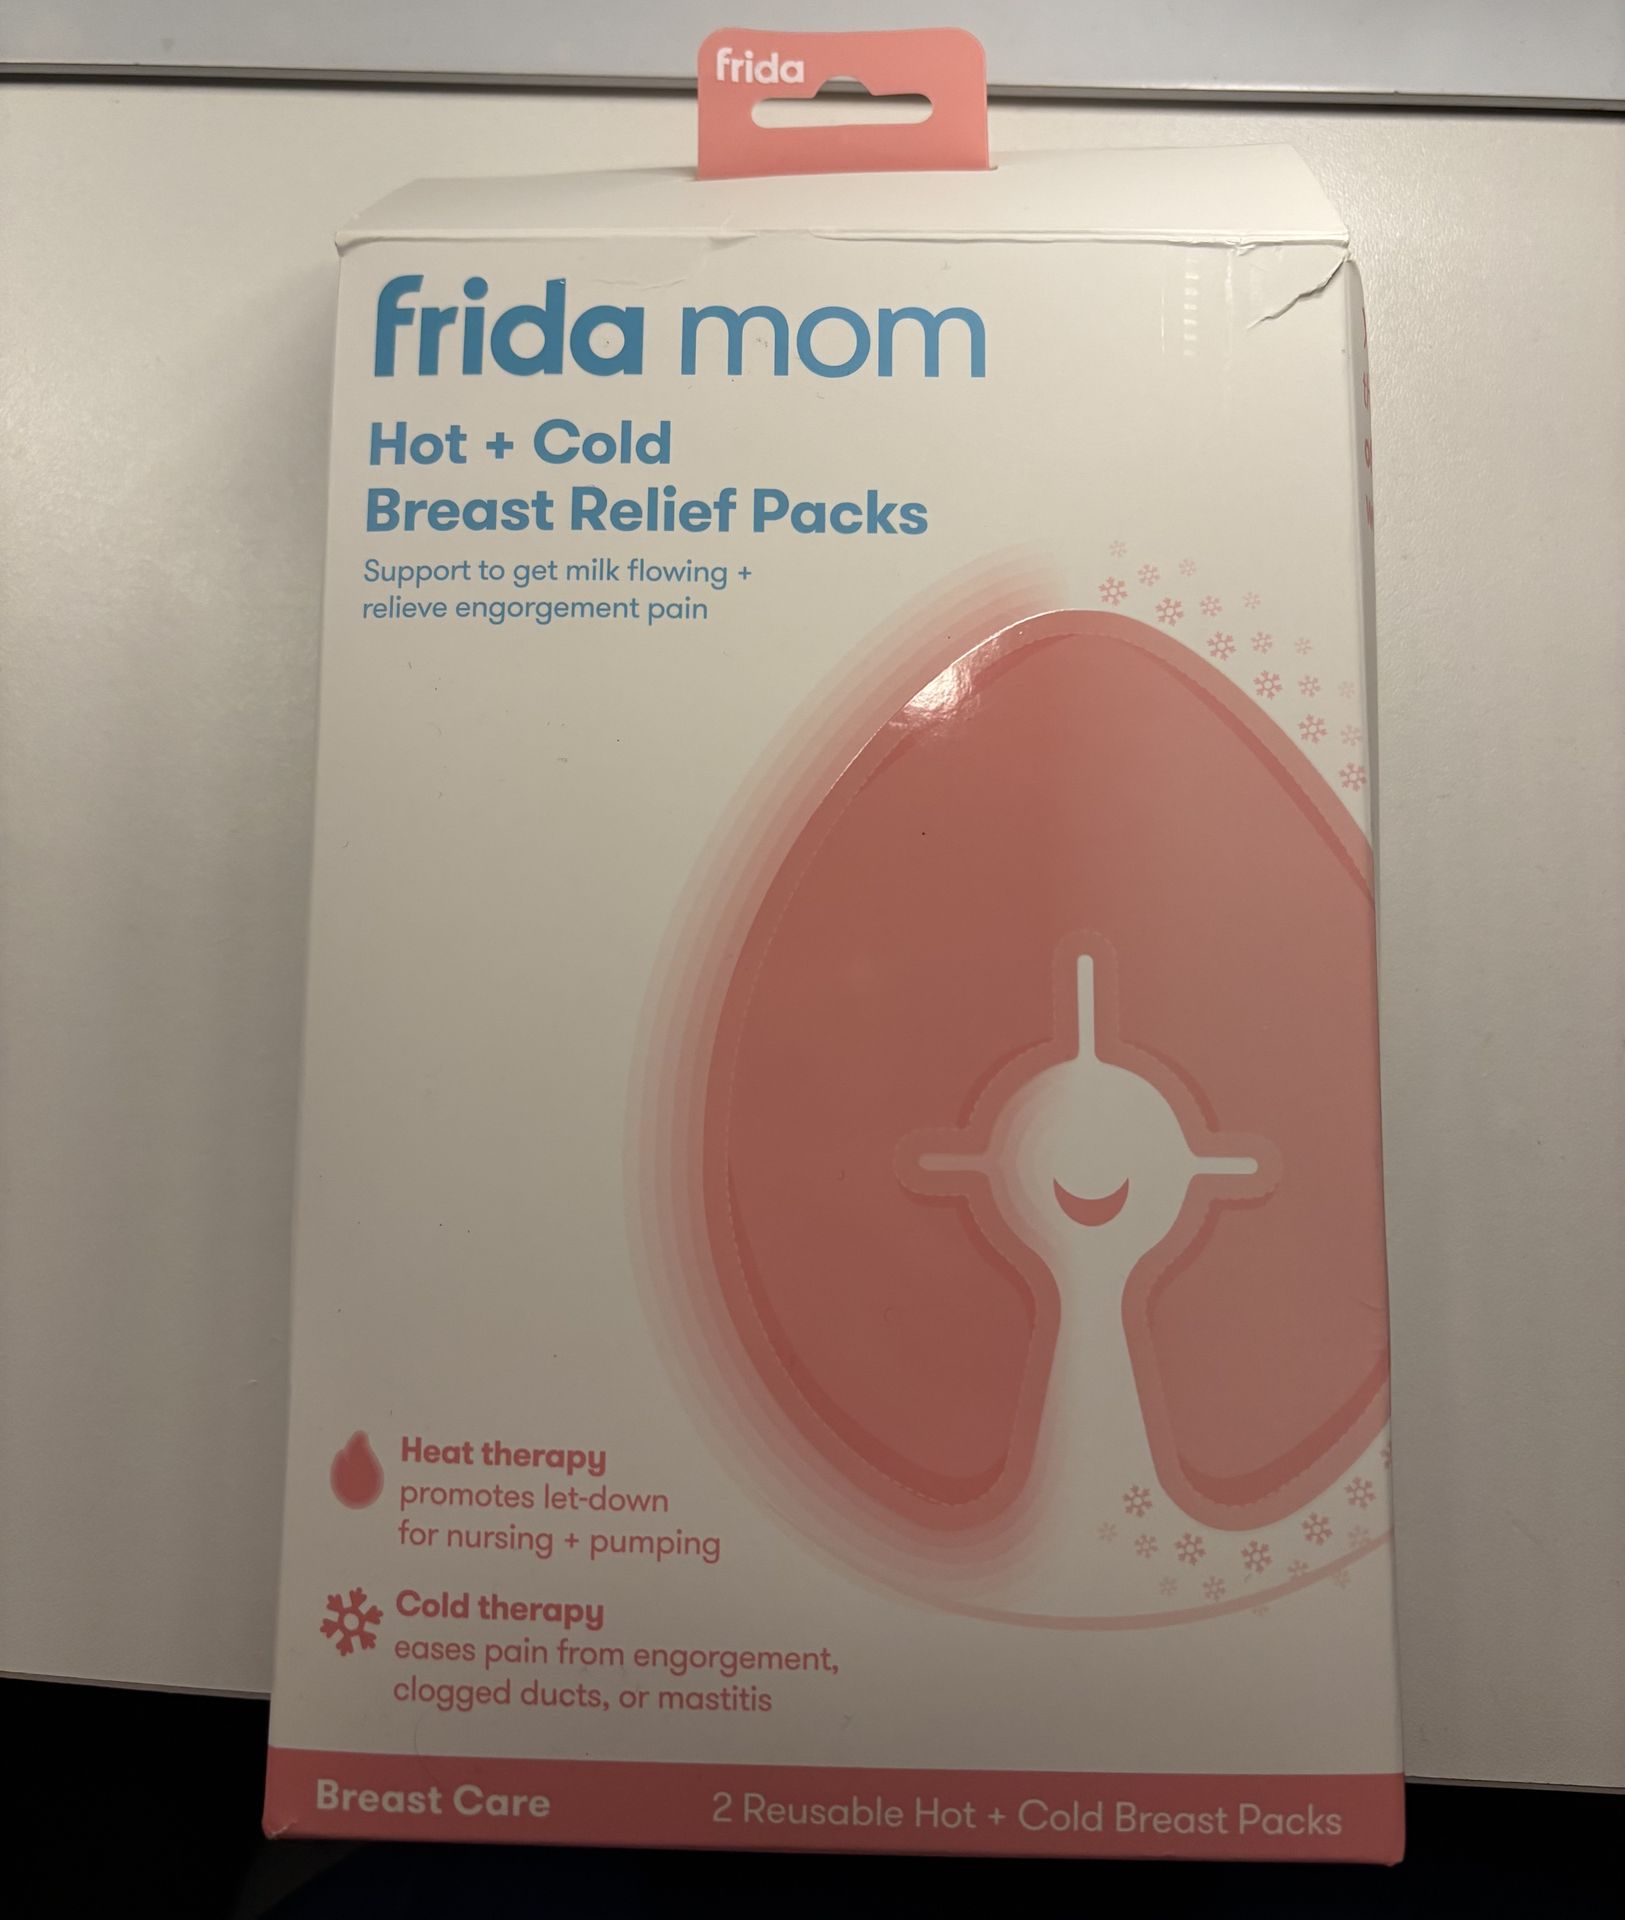 frida
frida mom
Hot + Cold
Breast Relief Packs
Support to get milk flowing +
relieve engorgement pain
Heat therapy
promotes let-down
for nursing + pumping
Cold therapy
eases pain from engorgement,
clogged ducts, or mastitis
Breast Care
2 Reusable Hot + Cold Breast Packs